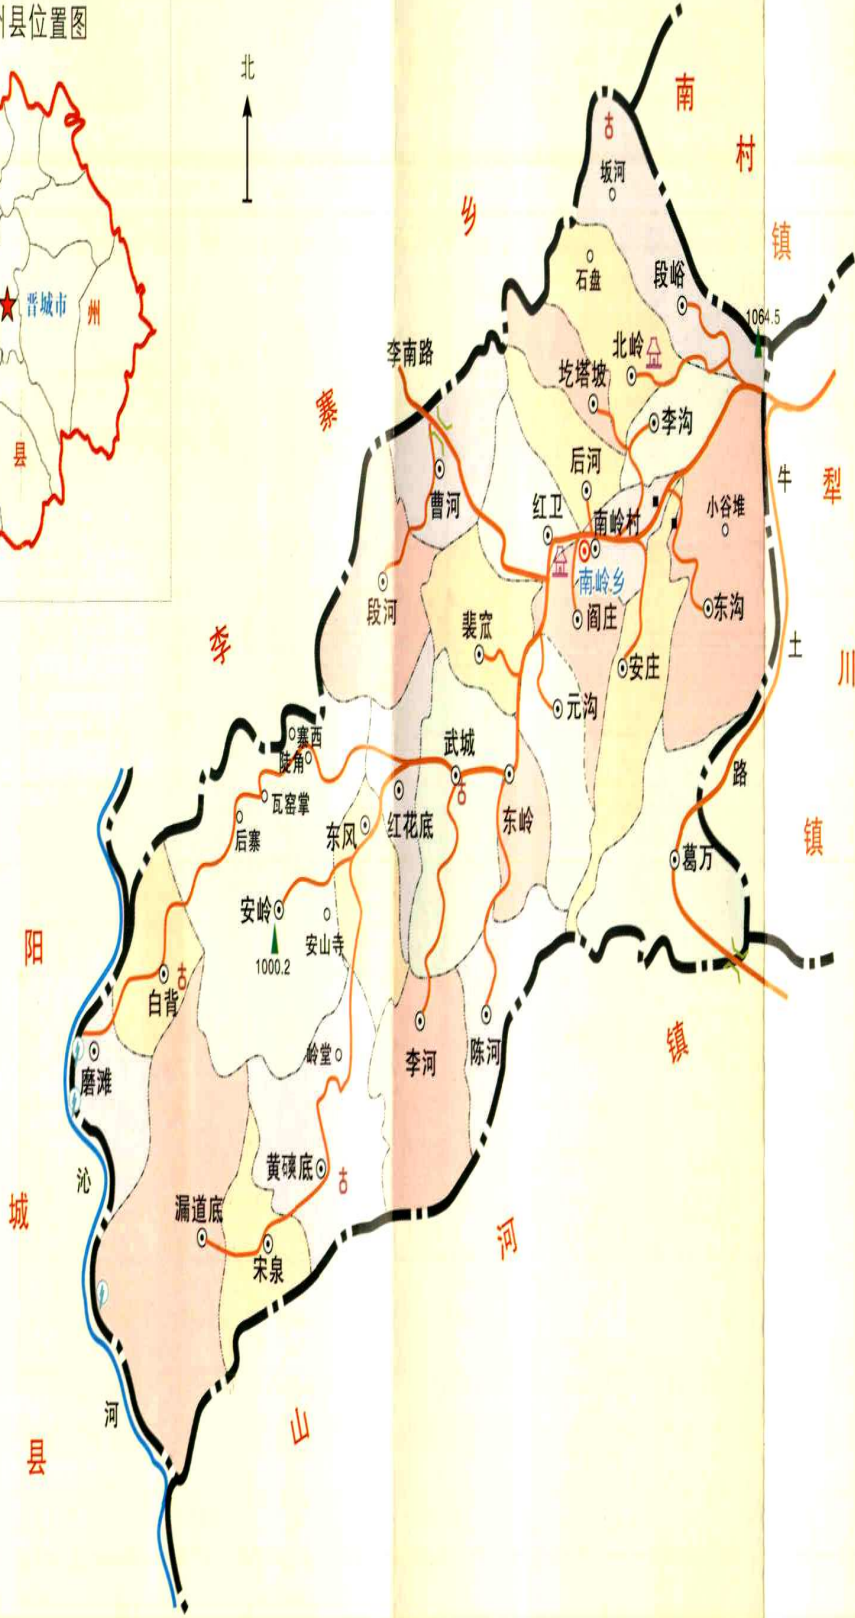 县位置图
北
晋城市
州
县
南
村
镇
乡
寨
李
阳
城
县
犁
川
镇
镇
河
山
古
坂河
石盘
段峪
1064.5
北岭
李南路
圪塔坡
李沟
后河
曹河
红卫
南岭村
小谷堆
牛
南岭乡
段河
阎庄
东沟
裴窊
安庄
土
元沟
寨西
陡角
武城
路
瓦窑掌
古
后寨
东风
红花底
东岭
葛万
安岭
安山寺
1000.2
古
白背
岭堂
李河
陈河
磨滩
沁
黄磢底
古
漏道底
宋泉
河